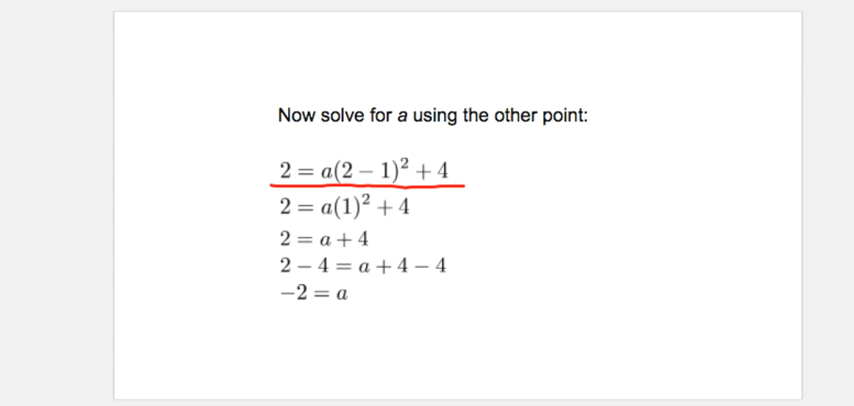 Now solve for a using the other point:
2 = a(2 − 1)² + 4
2 = a(1)² + 4
2 = a + 4
2 − 4 = a + 4 − 4
−2 = a